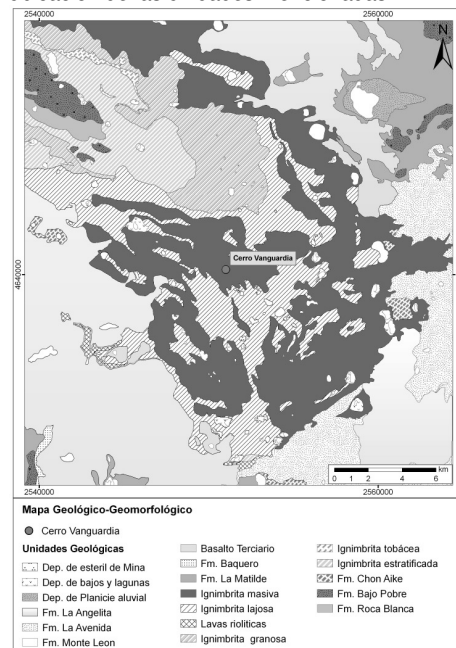 2540000
2560000
N
Cerro Vanguardia
4640000
4640000
km
0 1 2 4 6
2540000
2560000
Mapa Geológico-Geomorfológico
Cerro Vanguardia
Unidades Geológicas
Dep. de esteril de Mina
Dep. de bajos y lagunas
Dep. de Planicie aluvial
Fm. La Angelita
Fm. La Avenida
Fm. Monte Leon
Basalto Terciario
Fm. Baquero
Fm. La Matilde
Ignimbrita masiva
Ignimbrita lajosa
Lavas rioliticas
Ignimbrita granosa
Ignimbrita tobácea
Ignimbrita estratificada
Fm. Chon Aike
Fm. Bajo Pobre
Fm. Roca Blanca